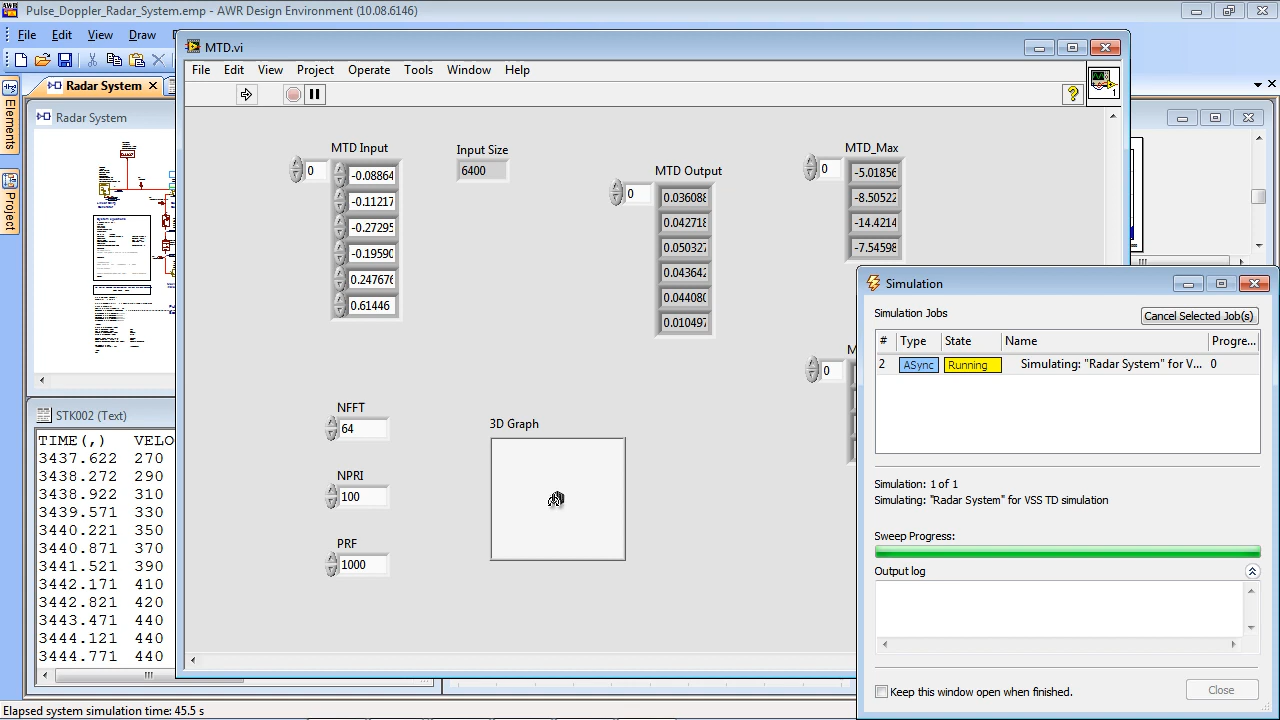 Pulse_Doppler_Radar_System.emp - AWR Design Environment (10.08.6146)
File Edit View Draw
MTD.vi
File Edit View Project Operate Tools Window Help
Radar System
Elements
Project
Radar System
MTD Input
0
-0.08864
-0.11217
-0.27295
-0.19590
0.247676
0.61446
Input Size
6400
MTD Output
0
0.036088
0.042718
0.050327
0.043642
0.044080
0.010497
MTD_Max
0
-5.01856
-8.50522
-14.4214
-7.54598
M
0
NFFT
64
NPRI
100
PRF
1000
3D Graph
STK002 (Text)
TIME(,) VELO
3437.622 270
3438.272 290
3438.922 310
3439.571 330
3440.221 350
3440.871 370
3441.521 390
3442.171 410
3442.821 420
3443.471 440
3444.121 440
3444.771 440
Simulation
Simulation Jobs
Cancel Selected Job(s)
# Type State Name Progre...
2 ASync Running Simulating: "Radar System" for V... 0
Simulation: 1 of 1
Simulating: "Radar System" for VSS TD simulation
Sweep Progress:
Output log
Keep this window open when finished.
Close
Elapsed system simulation time: 45.5 s